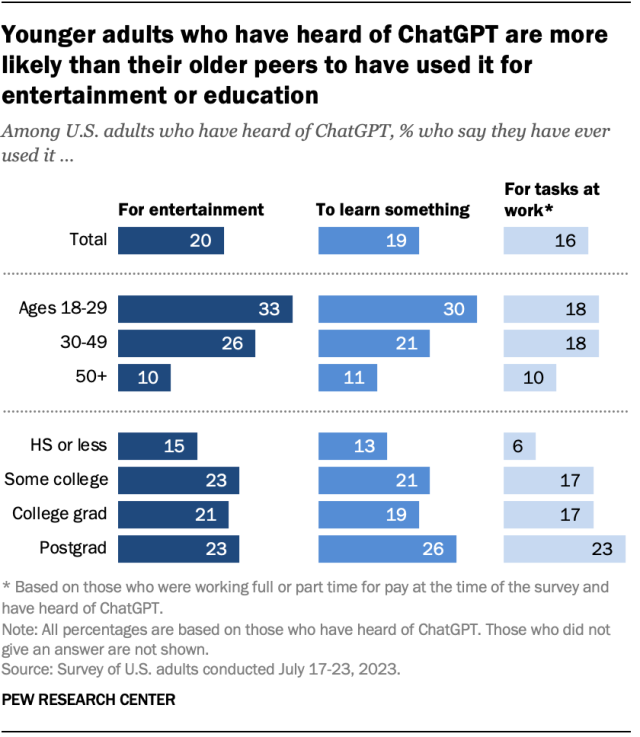 Younger adults who have heard of ChatGPT are more
likely than their older peers to have used it for
entertainment or education
Among U.S. adults who have heard of ChatGPT, % who say they have ever
used it ...
For entertainment To learn something For tasks at
work*
Total 20 19 16
Ages 18-29 33 30 18
30-49 26 21 18
50+ 10 11 10
HS or less 15 13 6
Some college 23 21 17
College grad 21 19 17
Postgrad 23 26 23
* Based on those who were working full or part time for pay at the time of the survey and
have heard of ChatGPT.
Note: All percentages are based on those who have heard of ChatGPT. Those who did not
give an answer are not shown.
Source: Survey of U.S. adults conducted July 17-23, 2023.
PEW RESEARCH CENTER